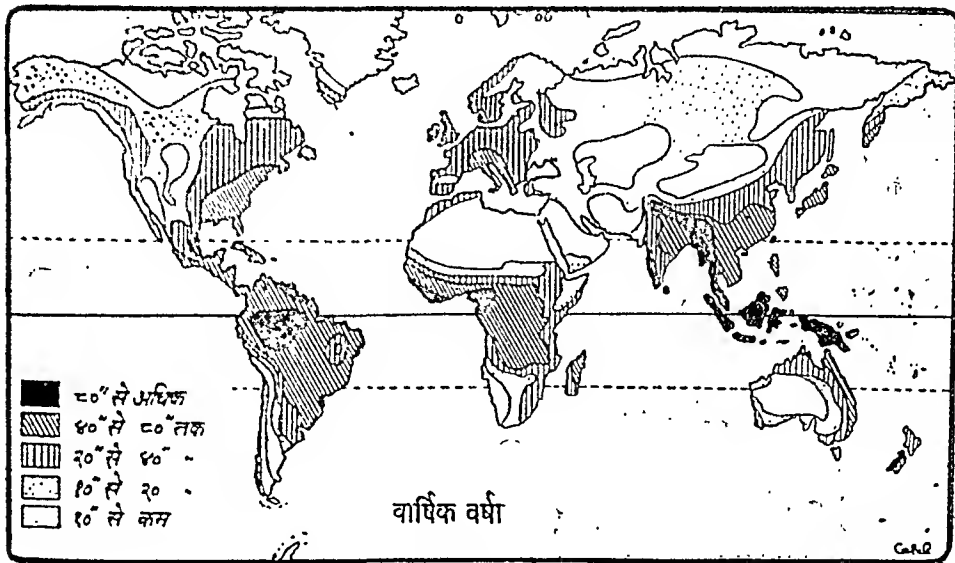 ८०" से अधिक
४०" से ८०" तक
२०" से ४०" "
१०" से २० "
१०" से कम
वार्षिक वर्षा